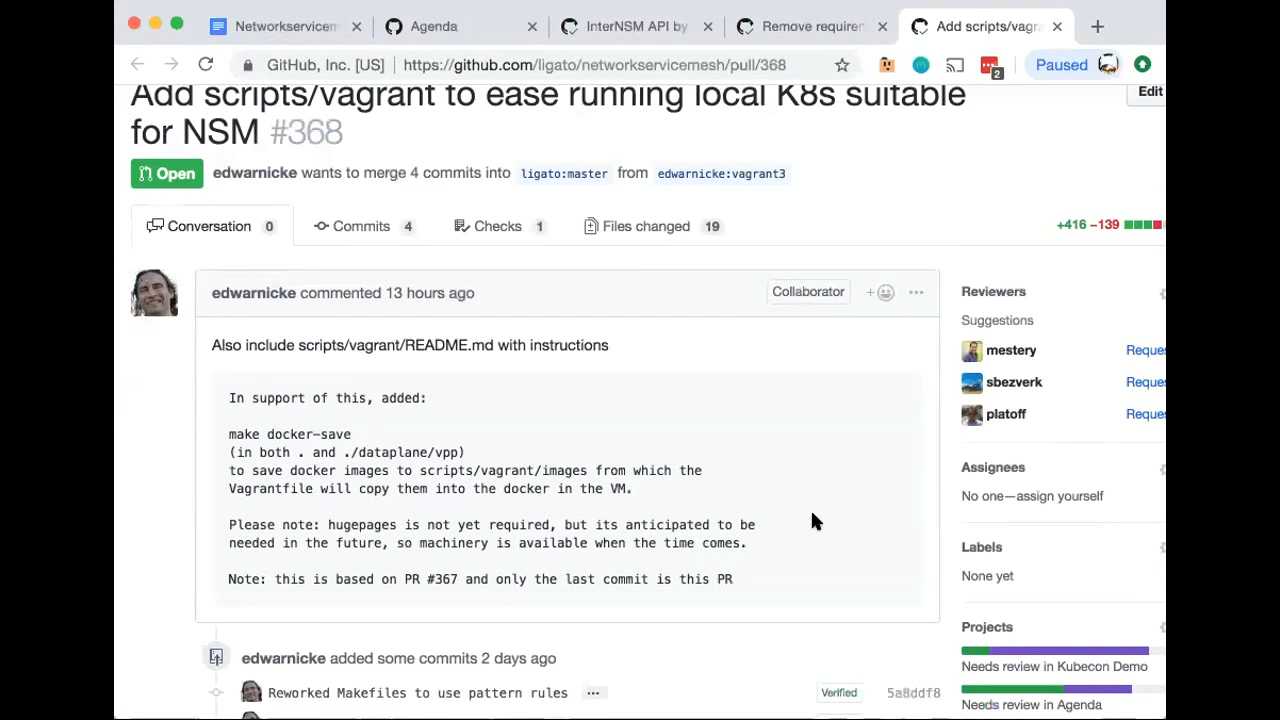 Networkservicem
Agenda
InterNSM API by
Remove requiren
Add scripts/vagra
GitHub, Inc. [US] https://github.com/ligato/networkservicemesh/pull/368
2
Paused
Add scripts/vagrant to ease running local K8s suitable
for NSM #368
Edit
Open
edwarnicke wants to merge 4 commits into ligato:master from edwarnicke:vagrant3
Conversation 0
Commits 4
Checks 1
Files changed 19
+416 −139
edwarnicke commented 13 hours ago
Collaborator
Also include scripts/vagrant/README.md with instructions
In support of this, added:
make docker-save
(in both . and ./dataplane/vpp)
to save docker images to scripts/vagrant/images from which the
Vagrantfile will copy them into the docker in the VM.
Please note: hugepages is not yet required, but its anticipated to be
needed in the future, so machinery is available when the time comes.
Note: this is based on PR #367 and only the last commit is this PR
edwarnicke added some commits 2 days ago
Reworked Makefiles to use pattern rules
Verified
5a8ddf8
Reviewers
Suggestions
mestery Reques
sbezverk Reques
platoff Reques
Assignees
No one—assign yourself
Labels
None yet
Projects
Needs review in Kubecon Demo
Needs review in Agenda